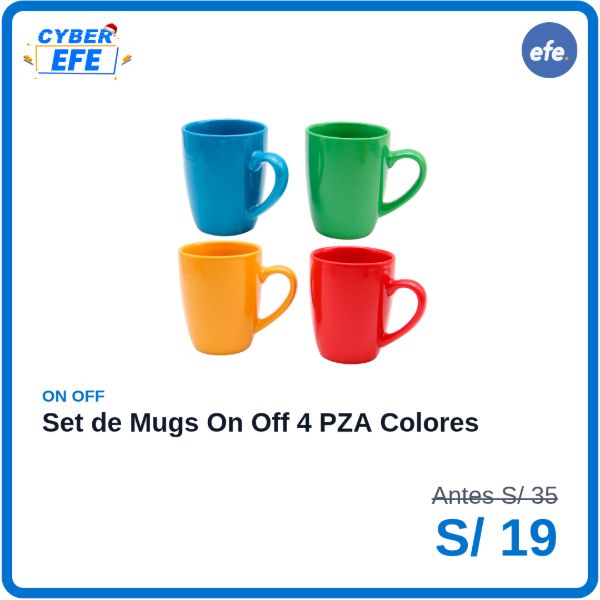 CYBER
EFE
efe.
ON OFF
Set de Mugs On Off 4 PZA Colores
Antes S/ 35
S/ 19